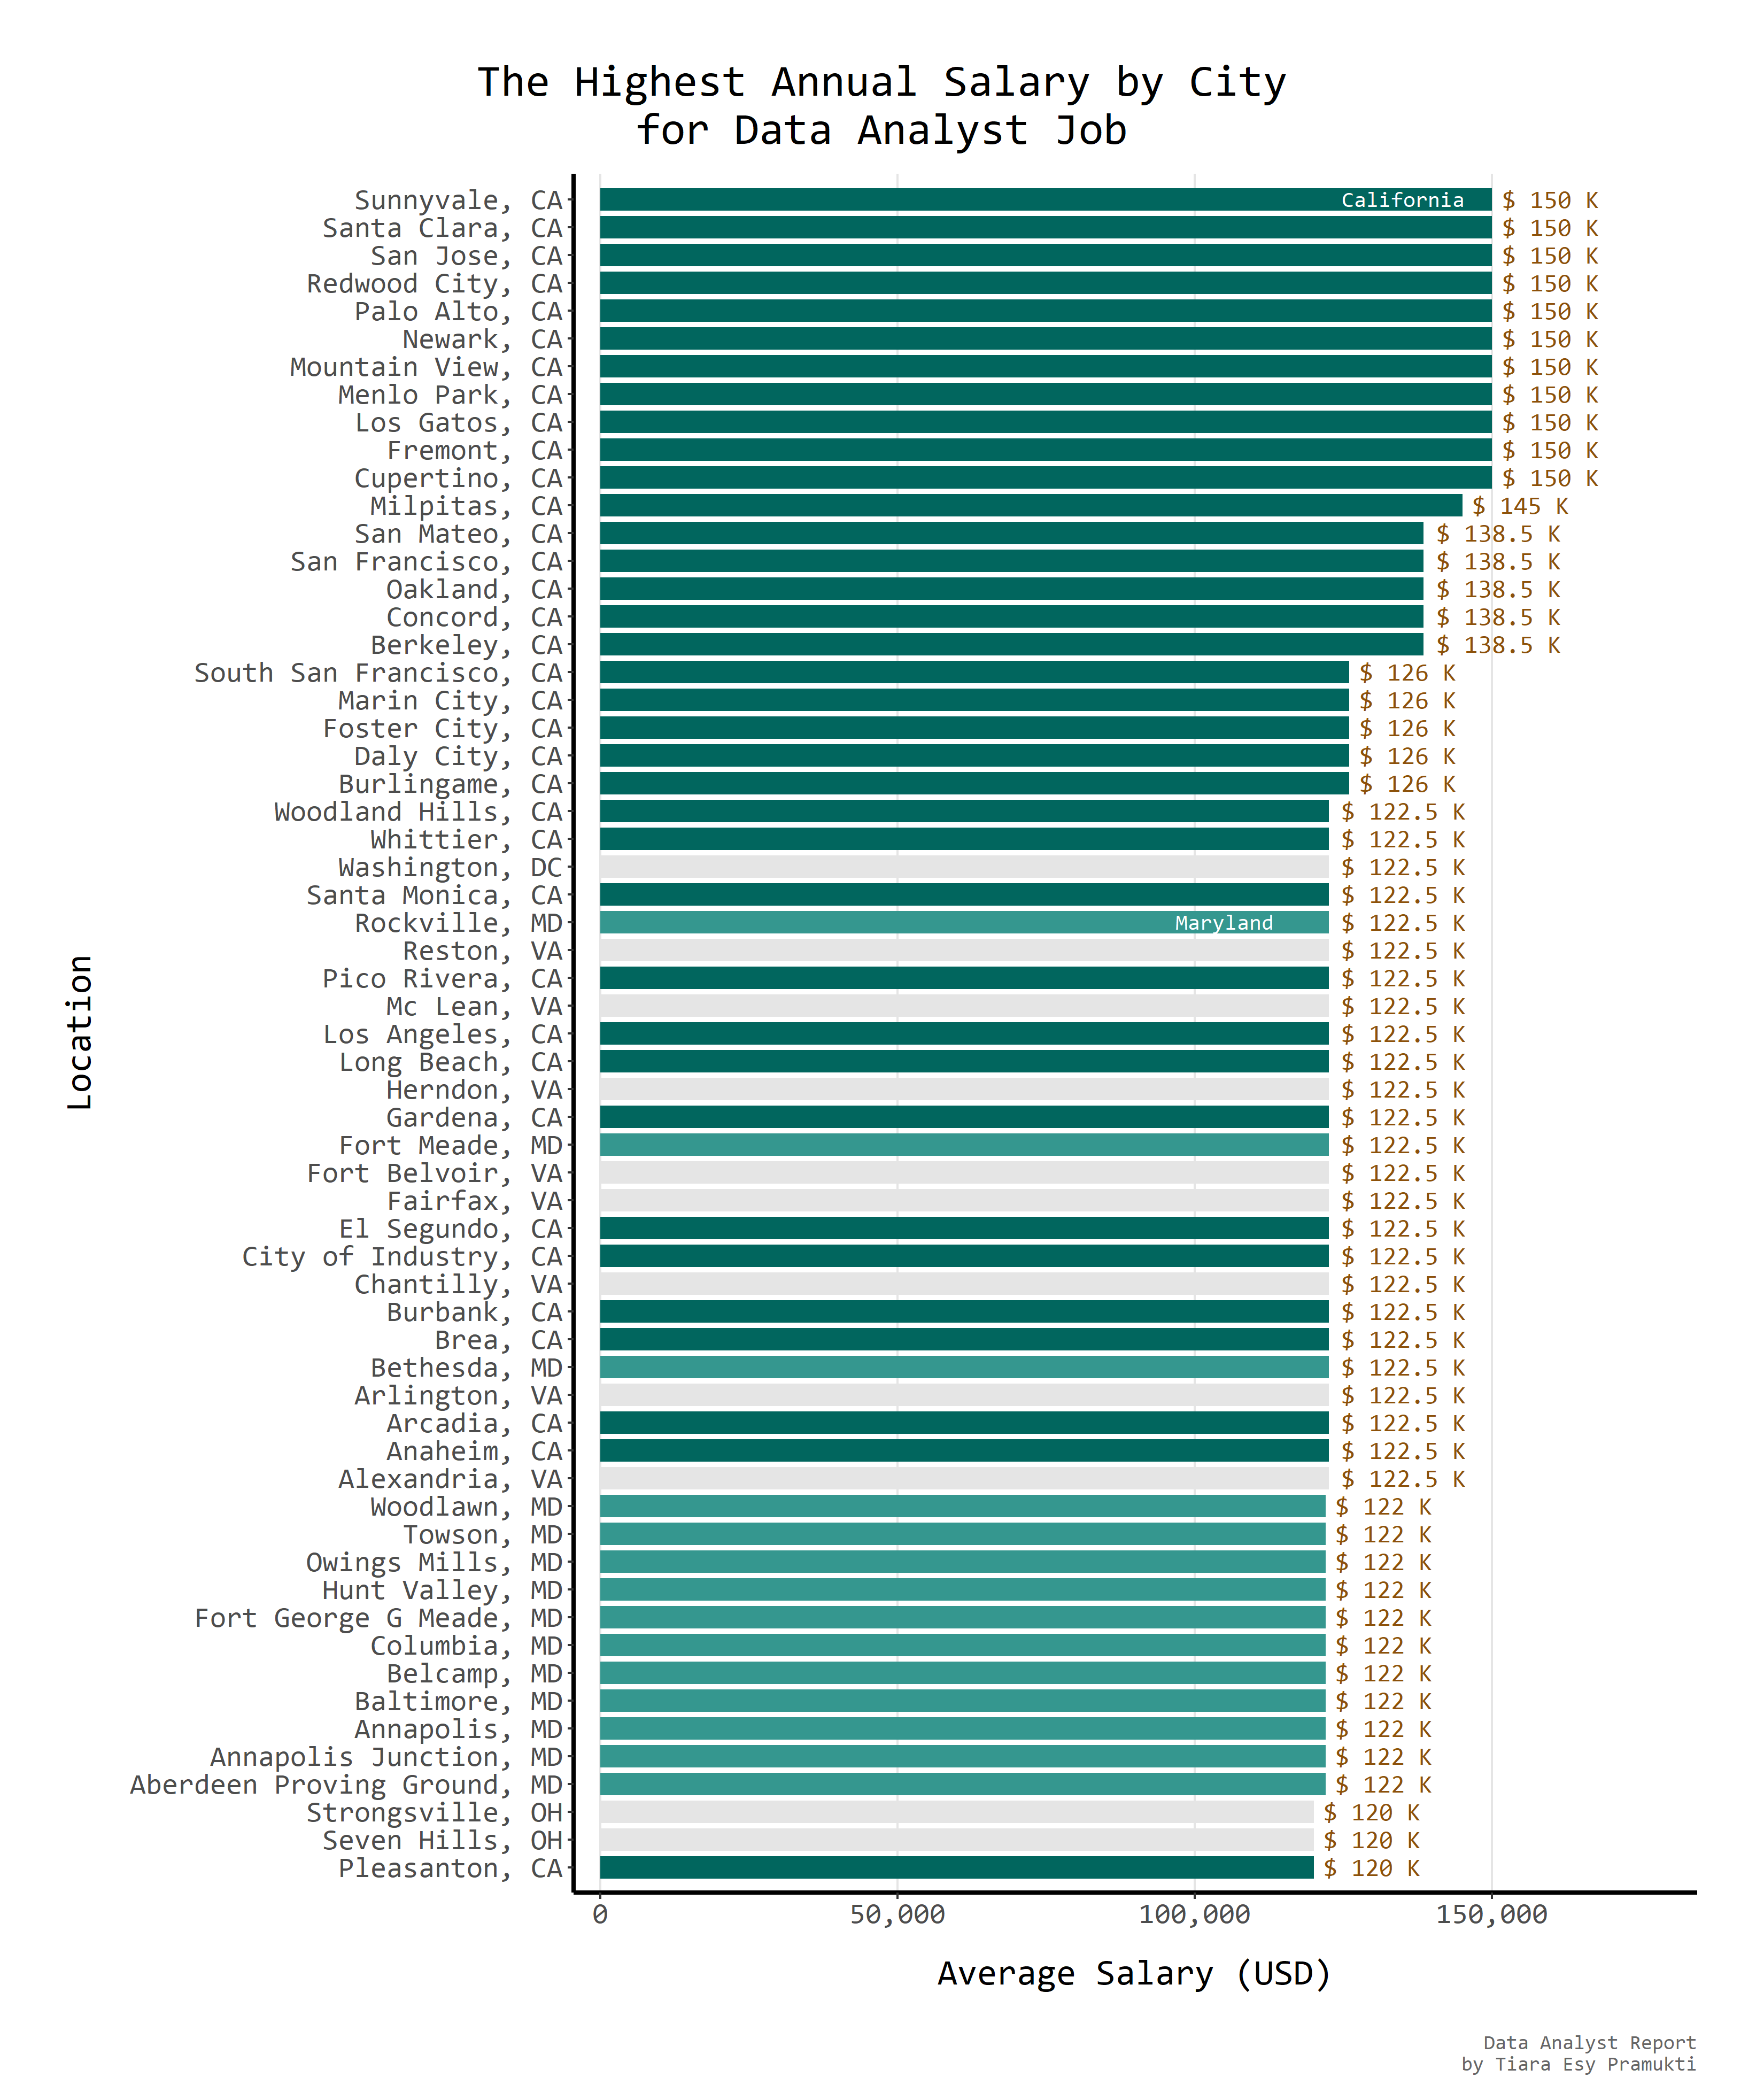 The Highest Annual Salary by City
for Data Analyst Job
Sunnyvale, CA California $ 150 K
Santa Clara, CA $ 150 K
San Jose, CA $ 150 K
Redwood City, CA $ 150 K
Palo Alto, CA $ 150 K
Newark, CA $ 150 K
Mountain View, CA $ 150 K
Menlo Park, CA $ 150 K
Los Gatos, CA $ 150 K
Fremont, CA $ 150 K
Cupertino, CA $ 150 K
Milpitas, CA $ 145 K
San Mateo, CA $ 138.5 K
San Francisco, CA $ 138.5 K
Oakland, CA $ 138.5 K
Concord, CA $ 138.5 K
Berkeley, CA $ 138.5 K
South San Francisco, CA $ 126 K
Marin City, CA $ 126 K
Foster City, CA $ 126 K
Daly City, CA $ 126 K
Burlingame, CA $ 126 K
Woodland Hills, CA $ 122.5 K
Whittier, CA $ 122.5 K
Washington, DC $ 122.5 K
Santa Monica, CA $ 122.5 K
Rockville, MD Maryland $ 122.5 K
Reston, VA $ 122.5 K
Pico Rivera, CA $ 122.5 K
Mc Lean, VA $ 122.5 K
Los Angeles, CA $ 122.5 K
Long Beach, CA $ 122.5 K
Herndon, VA $ 122.5 K
Gardena, CA $ 122.5 K
Fort Meade, MD $ 122.5 K
Fort Belvoir, VA $ 122.5 K
Fairfax, VA $ 122.5 K
El Segundo, CA $ 122.5 K
City of Industry, CA $ 122.5 K
Chantilly, VA $ 122.5 K
Burbank, CA $ 122.5 K
Brea, CA $ 122.5 K
Bethesda, MD $ 122.5 K
Arlington, VA $ 122.5 K
Arcadia, CA $ 122.5 K
Anaheim, CA $ 122.5 K
Alexandria, VA $ 122.5 K
Woodlawn, MD $ 122 K
Towson, MD $ 122 K
Owings Mills, MD $ 122 K
Hunt Valley, MD $ 122 K
Fort George G Meade, MD $ 122 K
Columbia, MD $ 122 K
Belcamp, MD $ 122 K
Baltimore, MD $ 122 K
Annapolis, MD $ 122 K
Annapolis Junction, MD $ 122 K
Aberdeen Proving Ground, MD $ 122 K
Strongsville, OH $ 120 K
Seven Hills, OH $ 120 K
Pleasanton, CA $ 120 K
Location
0 50,000 100,000 150,000
Average Salary (USD)
Data Analyst Report
by Tiara Esy Pramukti